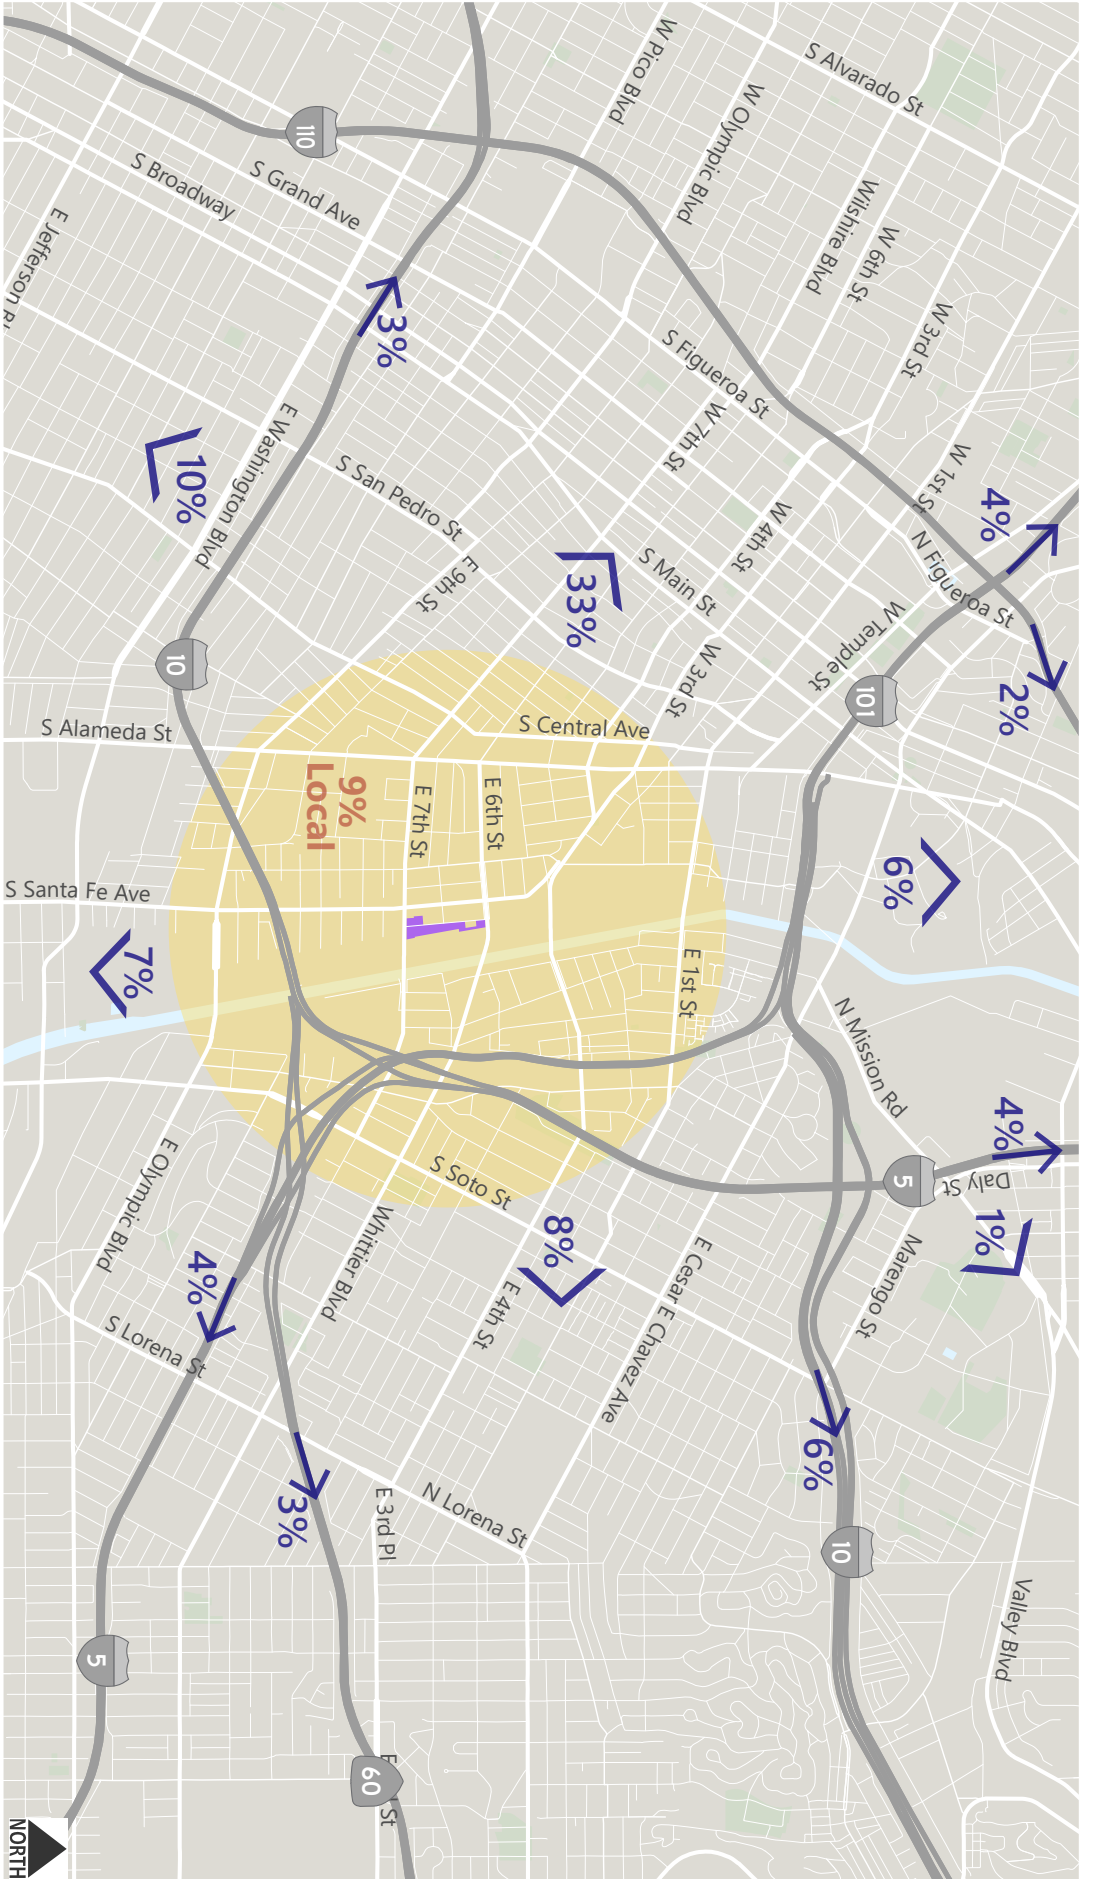 S Alvarado St
W Pico Blvd
W Olympic Blvd
Wilshire Blvd
W 6th St
W 3rd St
110
S Grand Ave
S Broadway
E Jefferson Bl
3%
S Figueroa St
W 7th St
W 1st St
4%
10%
E Washington Blvd
S San Pedro St
E 9th St
33%
S Main St
W 4th St
N Figueroa St
W Temple St
W 3rd St
101
2%
10
S Alameda St
S Central Ave
9%
Local
E 7th St
E 6th St
6%
S Santa Fe Ave
7%
E 1st St
N Mission Rd
4%
5
Daly St
1%
E Olympic Blvd
S Soto St
8%
Whittier Blvd
E 4th St
E Cesar E Chavez Ave
Marengo St
4%
S Lorena St
6%
3%
E 3rd Pl
N Lorena St
10
Valley Blvd
5
60
St
NORTH